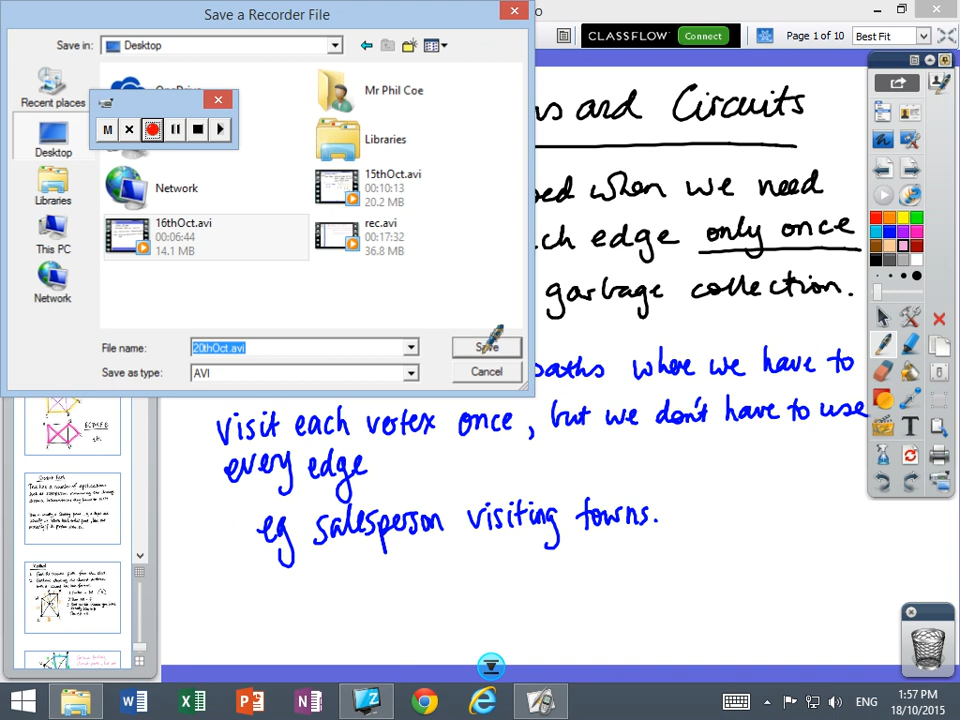 Save a Recorder File
Save in:
Desktop
Recent places
Desktop
Libraries
This PC
Network
OneDrive
Mr Phil Coe
Libraries
Network
15thOct.avi
00:10:13
20.2 MB
16thOct.avi
00:06:44
14.1 MB
rec.avi
00:17:32
36.8 MB
M
File name:
20thOct.avi
Save
Save as type:
AVI
Cancel
CLASSFLOW
Connect
Page 1 of 10
Best Fit
and Circuits
when we need
edge only once
garbage collection.
paths where we have to
visit each vertex once, but we don't have to use
every edge
eg salesperson visiting towns.
T
1:57 PM
ENG
18/10/2015